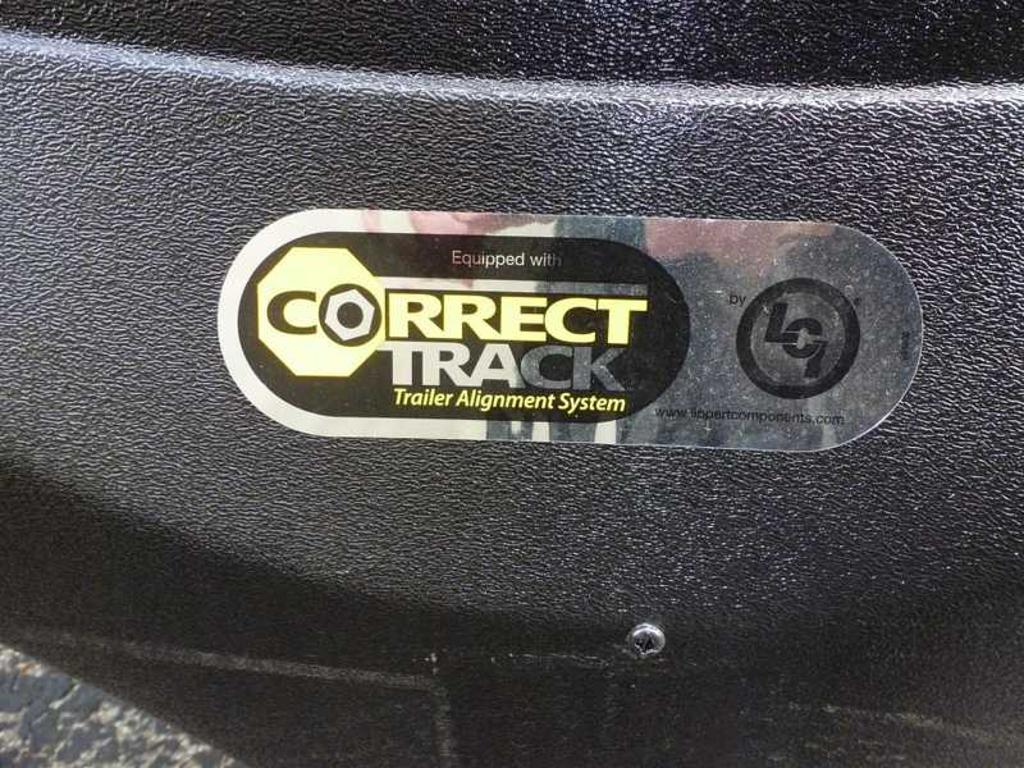 Equipped with
CORRECT
TRACK
Trailer Alignment System
by LCI
www.lippertcomponents.com